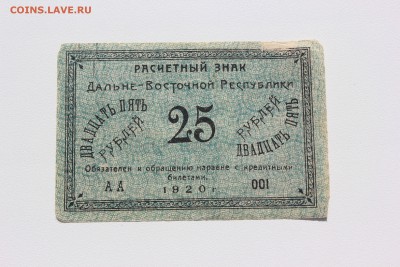 COINS.LAVE.RU
РАСЧЕТНЫЙ ЗНАК
ДАЛЬНЕ-ВОСТОЧНОЙ РЕСПУБЛИКИ
ДВАДЦАТЬ ПЯТЬ
РУБЛЕЙ
25
РУБЛЕЙ
ДВАДЦАТЬ ПЯТЬ
Обязателен к обращению наравне с кредитными
билетами.
АА 1920г. 001